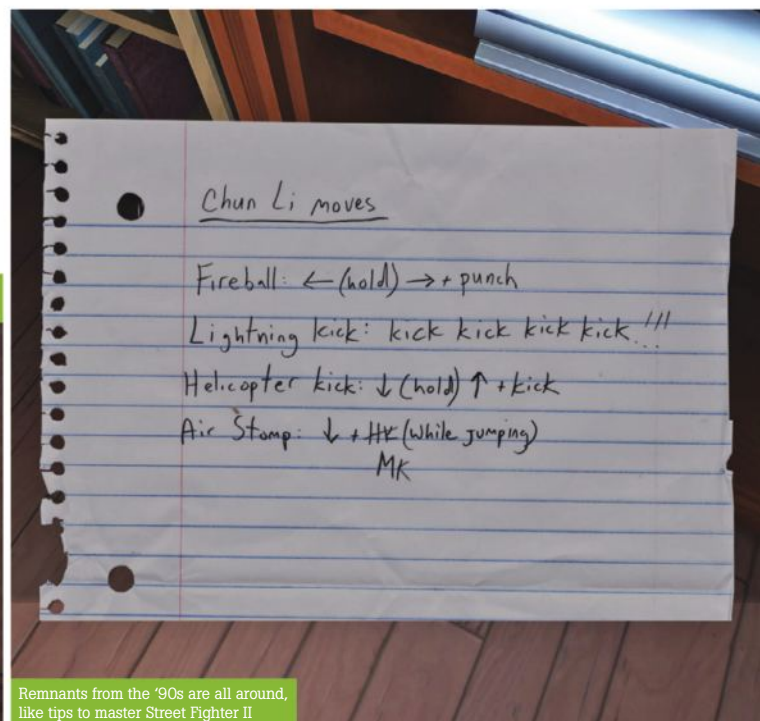 Chun Li moves
Fireball: ← (hold) → + punch
Lightning kick: kick kick kick kick!!!
Helicopter kick: ↓ (hold) ↑ + kick
Air Stomp: ↓ + HK (while jumping)
MK
Remnants from the '90s are all around,
like tips to master Street Fighter II